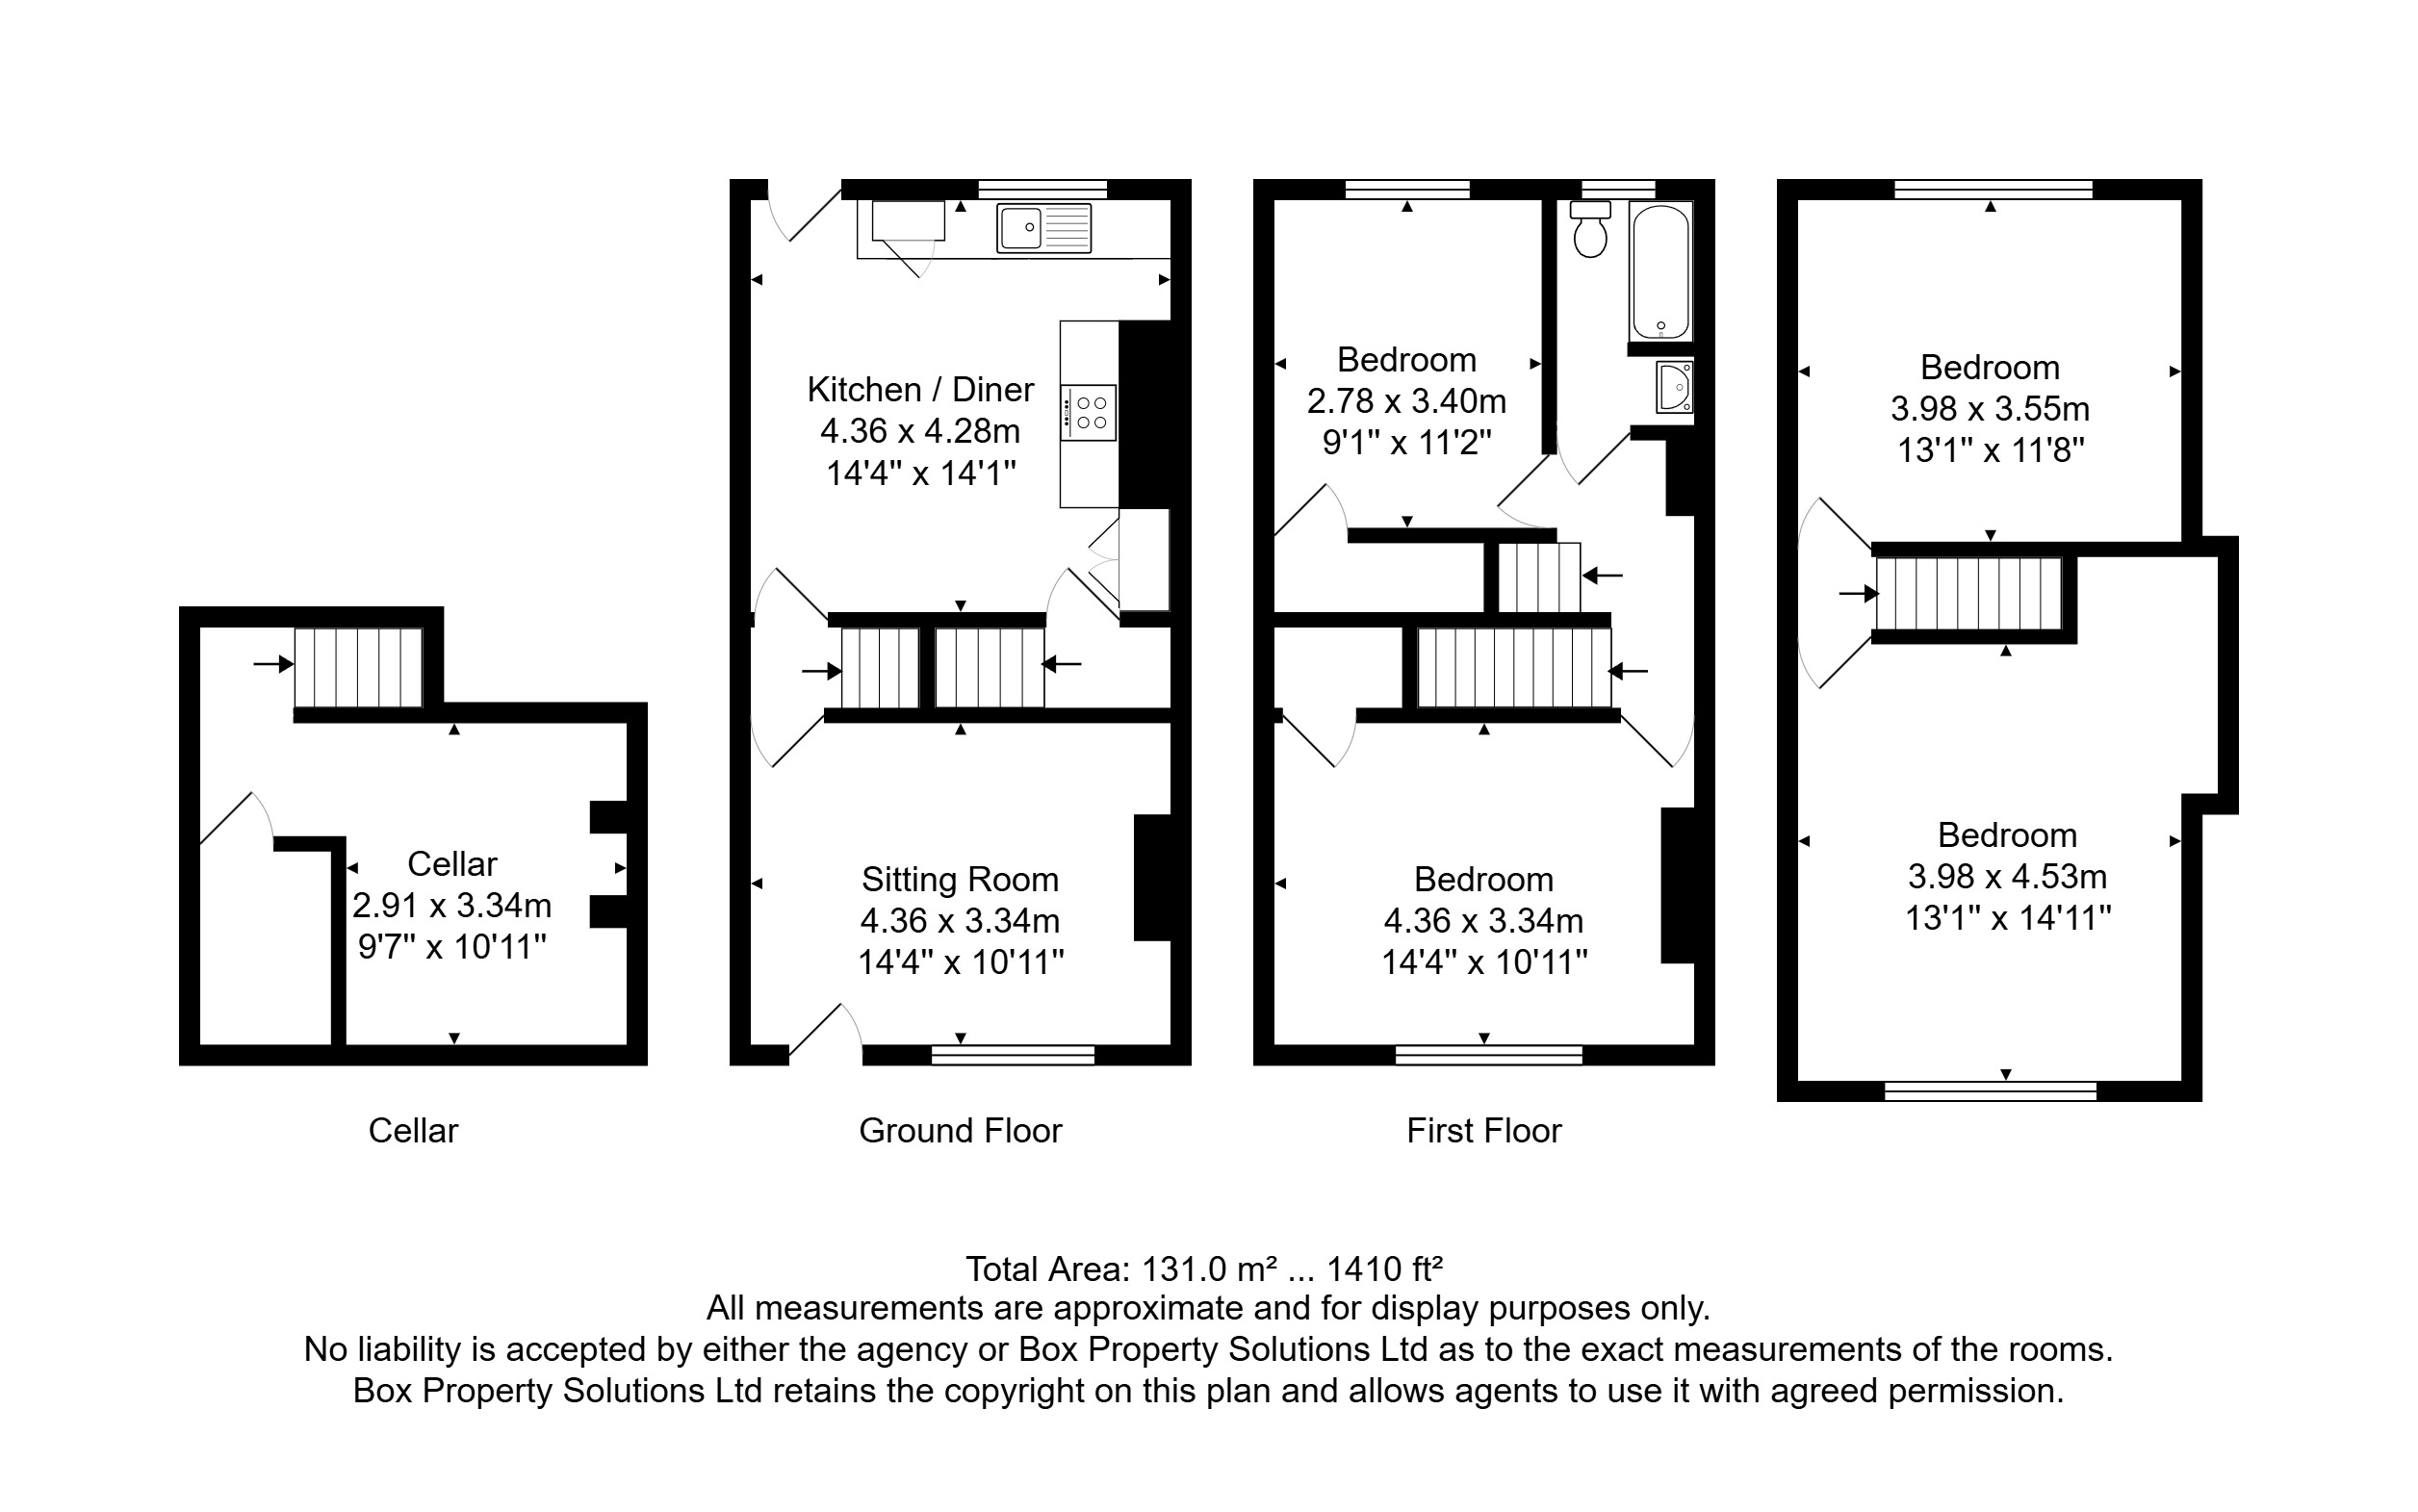 Kitchen / Diner
4.36 x 4.28m
14'4" x 14'1"
Bedroom
2.78 x 3.40m
9'1" x 11'2"
Bedroom
3.98 x 3.55m
13'1" x 11'8"
Cellar
2.91 x 3.34m
9'7" x 10'11"
Sitting Room
4.36 x 3.34m
14'4" x 10'11"
Bedroom
4.36 x 3.34m
14'4" x 10'11"
Bedroom
3.98 x 4.53m
13'1" x 14'11"
Cellar
Ground Floor
First Floor
Total Area: 131.0 m² ... 1410 ft²
All measurements are approximate and for display purposes only.
No liability is accepted by either the agency or Box Property Solutions Ltd as to the exact measurements of the rooms.
Box Property Solutions Ltd retains the copyright on this plan and allows agents to use it with agreed permission.